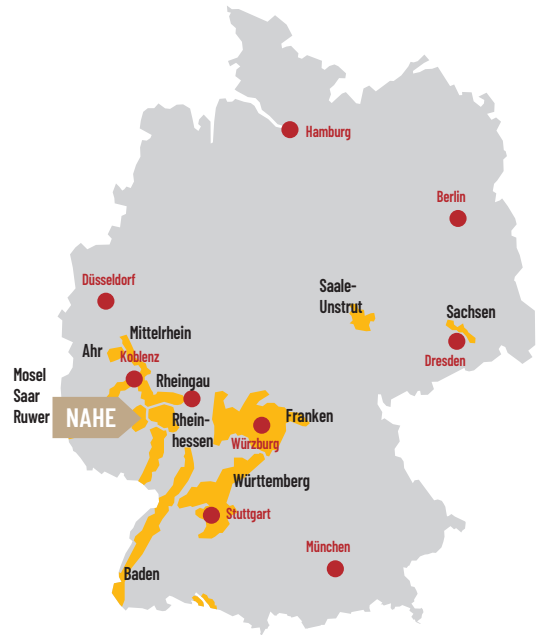 Hamburg
Berlin
Düsseldorf
Saale-
Unstrut
Sachsen
Mittelrhein
Ahr
Koblenz
Dresden
Mosel
Saar
Ruwer
Rheingau
NAHE
Rhein-
hessen
Franken
Würzburg
Württemberg
Stuttgart
München
Baden